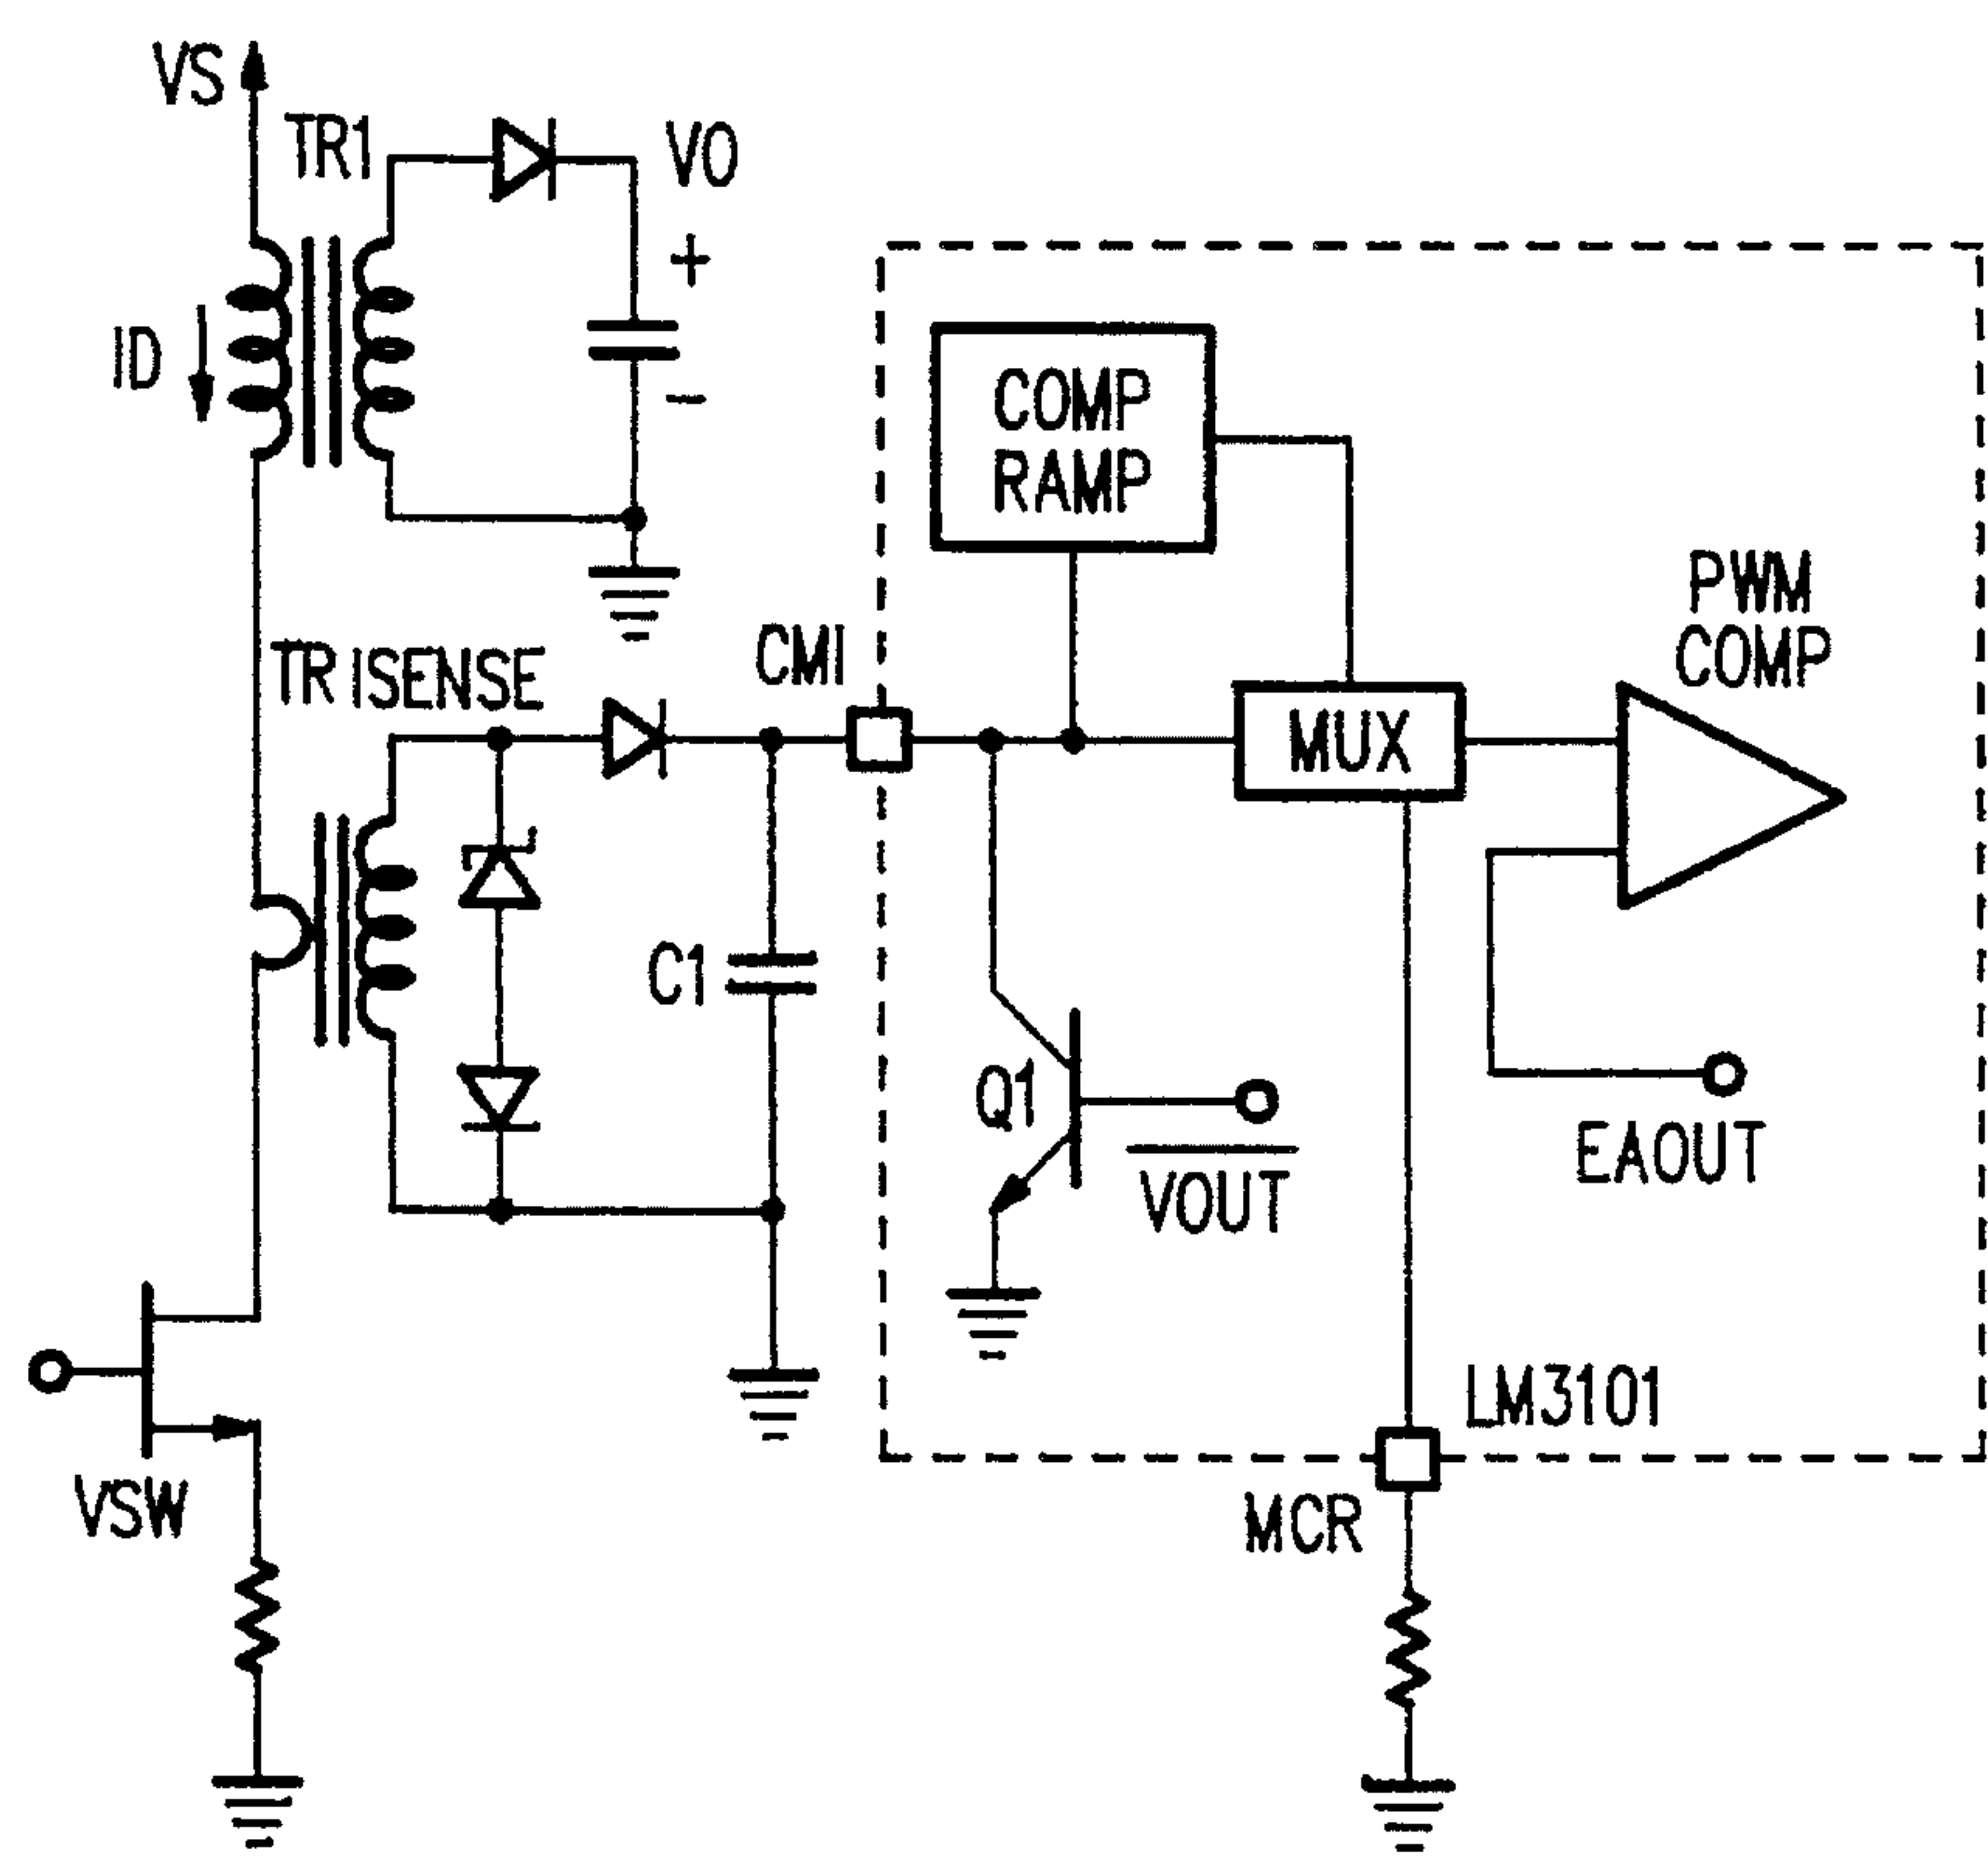 VS
TR1
VO
+
ID
-
COMP
RAMP
PWM
COMP
CMI
TR ISENSE
MUX
C1
Q1
VOUT
EAOUT
LM3101
VSW
MCR